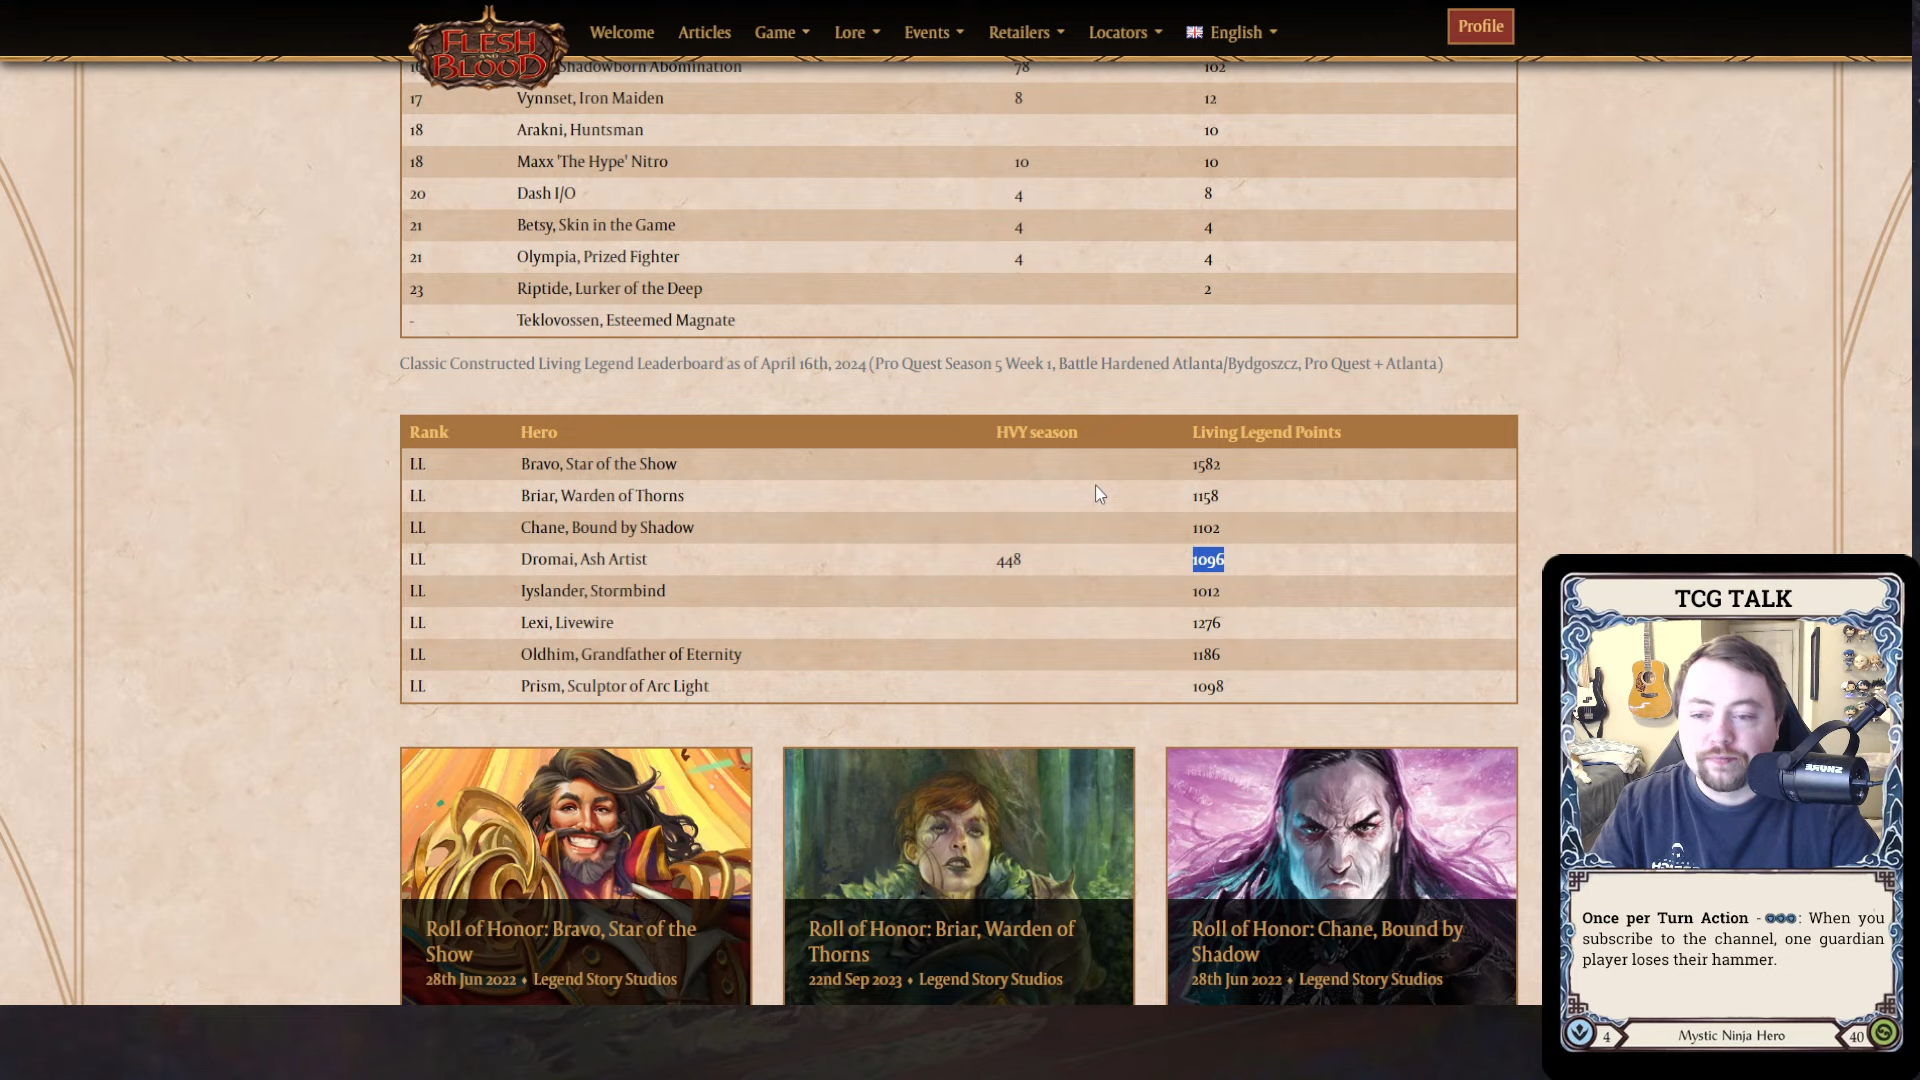 FLESH AND BLOOD
Welcome Articles Game Lore Events Retailers Locators English Profile
Shadowborn Abomination 78 102
17 Vynnset, Iron Maiden 8 12
18 Arakni, Huntsman 10
18 Maxx 'The Hype' Nitro 10 10
20 Dash I/O 4 8
21 Betsy, Skin in the Game 4 4
21 Olympia, Prized Fighter 4 4
23 Riptide, Lurker of the Deep 2
- Teklovossen, Esteemed Magnate
Classic Constructed Living Legend Leaderboard as of April 16th, 2024 (Pro Quest Season 5 Week 1, Battle Hardened Atlanta/Bydgoszcz, Pro Quest + Atlanta)
Rank Hero HVY season Living Legend Points
LL Bravo, Star of the Show 1582
LL Briar, Warden of Thorns 1158
LL Chane, Bound by Shadow 1102
LL Dromai, Ash Artist 448 1096
LL Iyslander, Stormbind 1012
LL Lexi, Livewire 1276
LL Oldhim, Grandfather of Eternity 1186
LL Prism, Sculptor of Arc Light 1098
Roll of Honor: Bravo, Star of the
Show
28th Jun 2022 ♦ Legend Story Studios
Roll of Honor: Briar, Warden of
Thorns
22nd Sep 2023 ♦ Legend Story Studios
Roll of Honor: Chane, Bound by
Shadow
28th Jun 2022 ♦ Legend Story Studios
TCG TALK
Once per Turn Action - : When you
subscribe to the channel, one guardian
player loses their hammer.
4 Mystic Ninja Hero 40